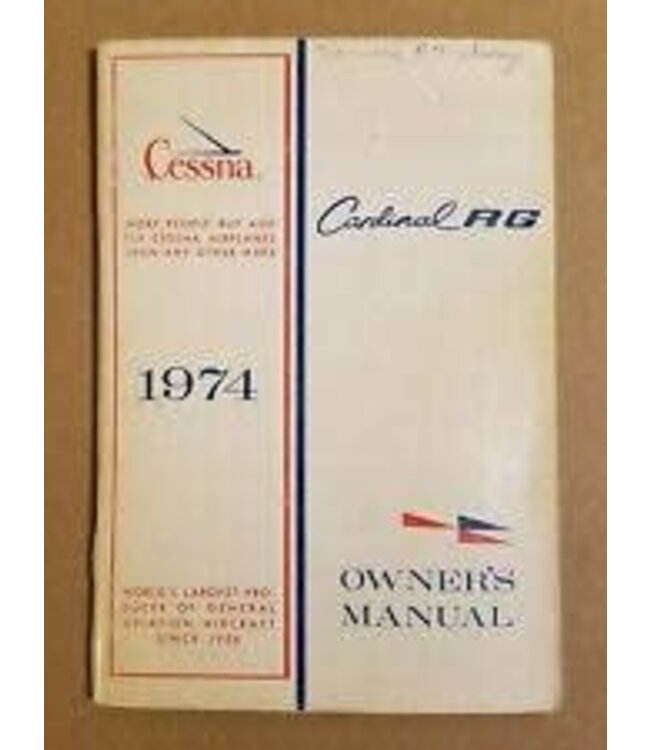 Cessna
MORE PEOPLE BUY AND
FLY CESSNA AIRPLANES
THAN ANY OTHER MAKE
1974
WORLD'S LARGEST PRO-
DUCER OF GENERAL
AVIATION AIRCRAFT
SINCE 1956
Cardinal RG
OWNER'S
MANUAL